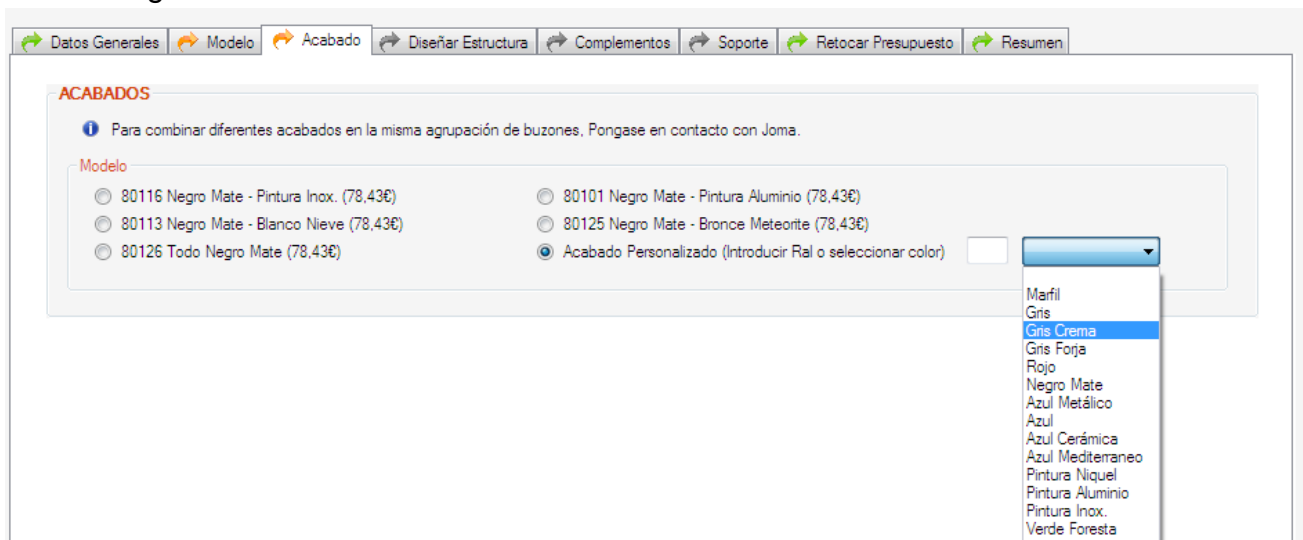 Datos Generales Modelo Acabado Diseñar Estructura Complementos Soporte Retocar Presupuesto Resumen
ACABADOS
Para combinar diferentes acabados en la misma agrupación de buzones, Pongase en contacto con Joma.
Modelo
80116 Negro Mate - Pintura Inox. (78,43€) 80101 Negro Mate - Pintura Aluminio (78,43€)
80113 Negro Mate - Blanco Nieve (78,43€) 80125 Negro Mate - Bronce Meteorite (78,43€)
80126 Todo Negro Mate (78,43€) Acabado Personalizado (Introducir Ral o seleccionar color)
Marfil
Gris
Gris Crema
Gris Forja
Rojo
Negro Mate
Azul Metálico
Azul
Azul Cerámica
Azul Mediterraneo
Pintura Niquel
Pintura Aluminio
Pintura Inox.
Verde Foresta